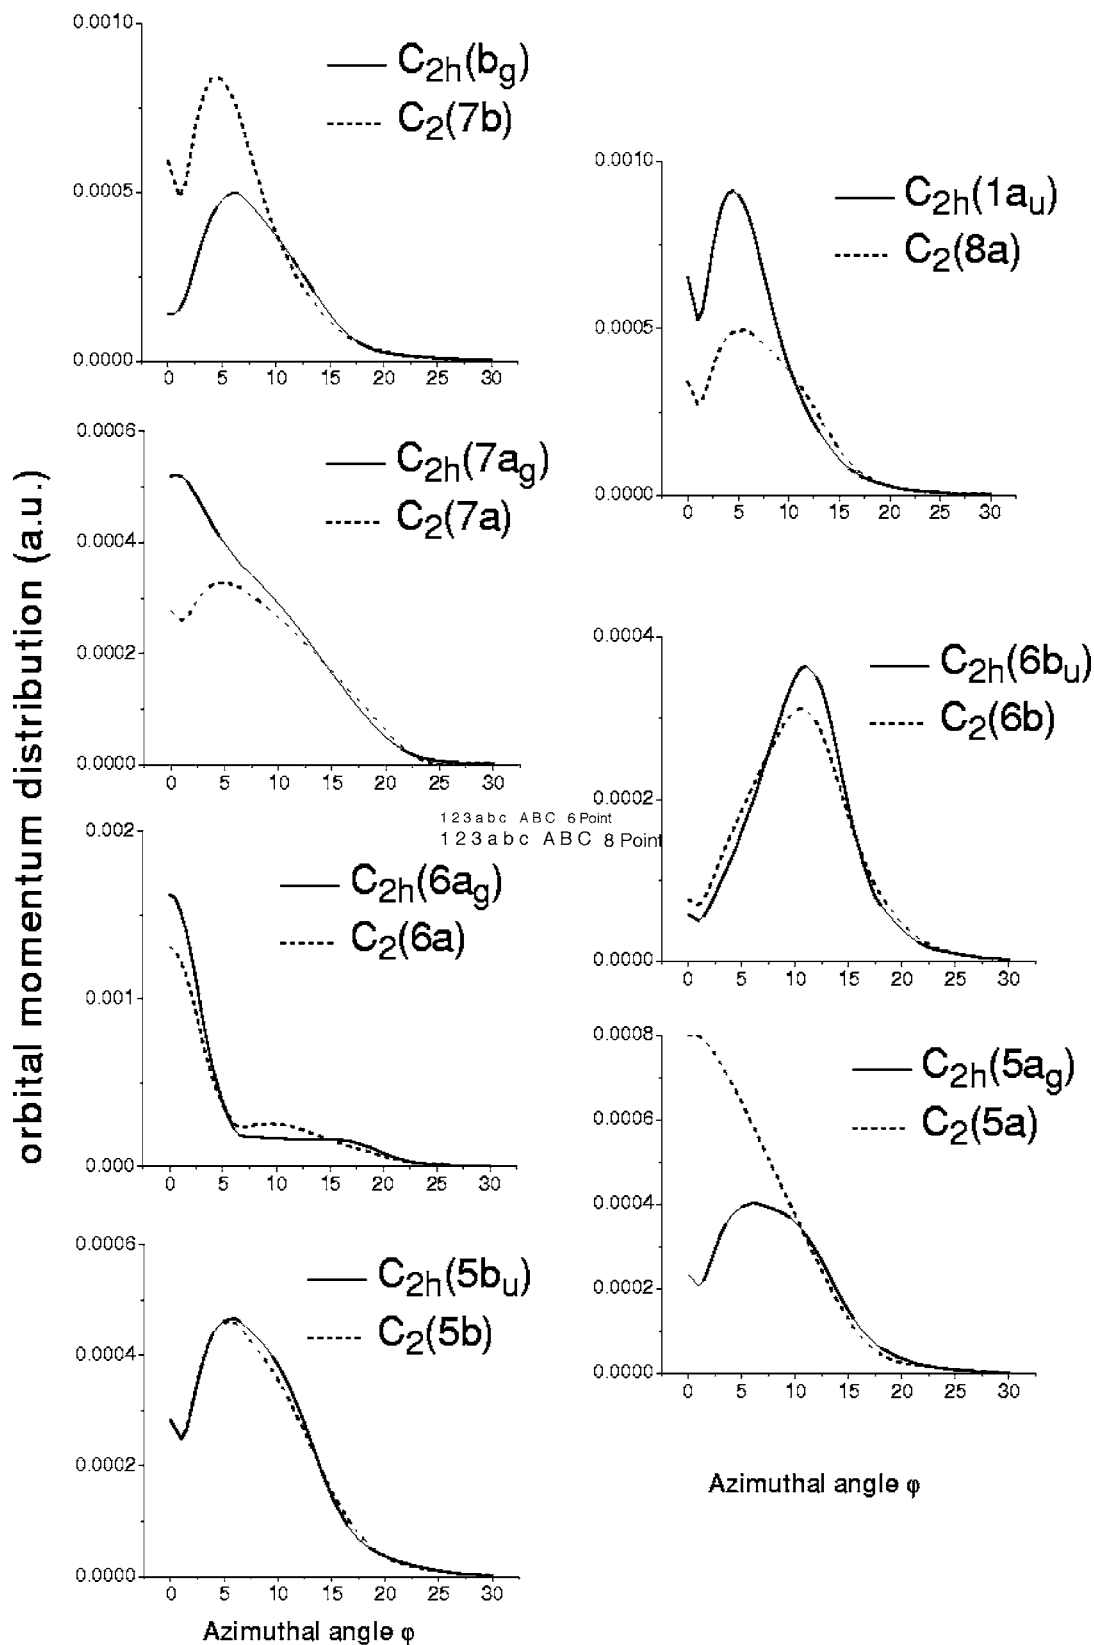 orbital momentum distribution (a.u.)
0.0010
0.0005
0.0000
0 5 10 15 20 25 30
C2h(bg)
C2(7b)
0.0010
0.0005
0.0000
0 5 10 15 20 25 30
C2h(1au)
C2(8a)
0.0006
0.0004
0.0002
0.0000
0 5 10 15 20 25 30
C2h(7ag)
C2(7a)
0.0004
0.0002
0.0000
0 5 10 15 20 25 30
C2h(6bu)
C2(6b)
123abc ABC 6 Point
123abc ABC 8 Point
0.002
0.001
0.000
0 5 10 15 20 25 30
C2h(6ag)
C2(6a)
0.0008
0.0006
0.0004
0.0002
0.0000
0 5 10 15 20 25 30
C2h(5ag)
C2(5a)
0.0006
0.0004
0.0002
0.0000
0 5 10 15 20 25 30
C2h(5bu)
C2(5b)
Azimuthal angle φ
Azimuthal angle φ